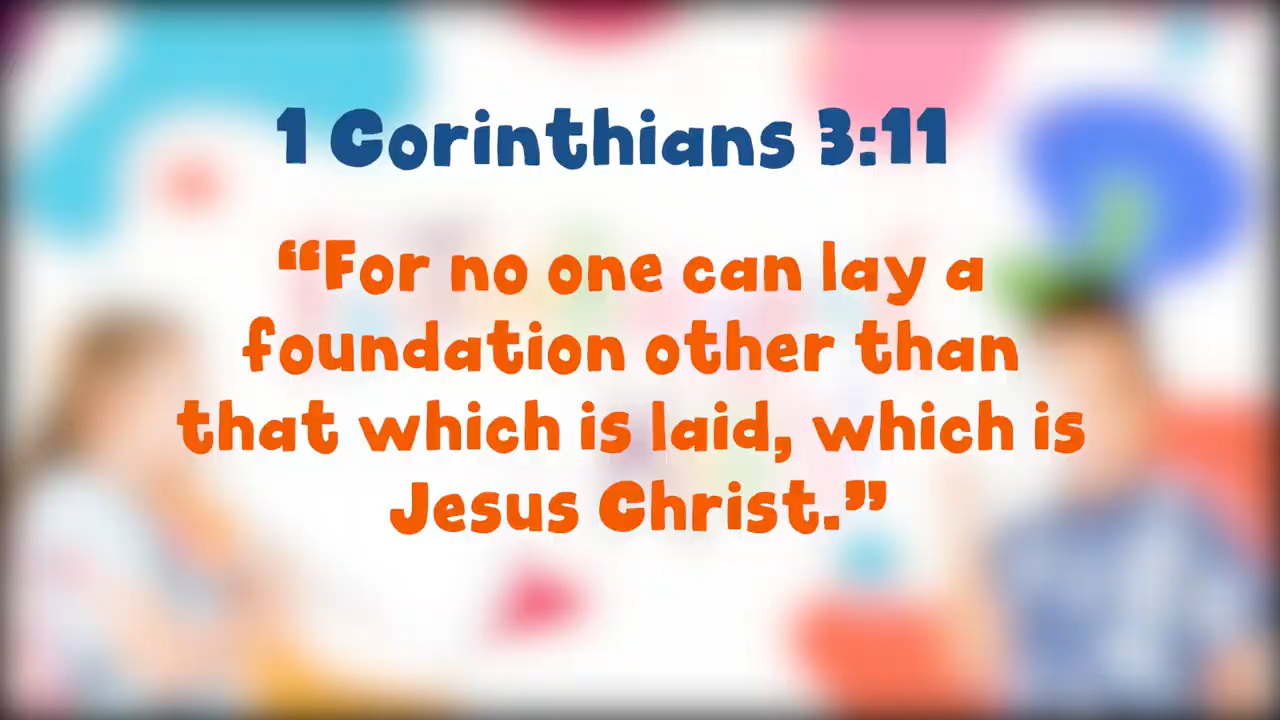 1 Corinthians 3:11
“For no one can lay a
foundation other than
that which is laid, which is
Jesus Christ.”